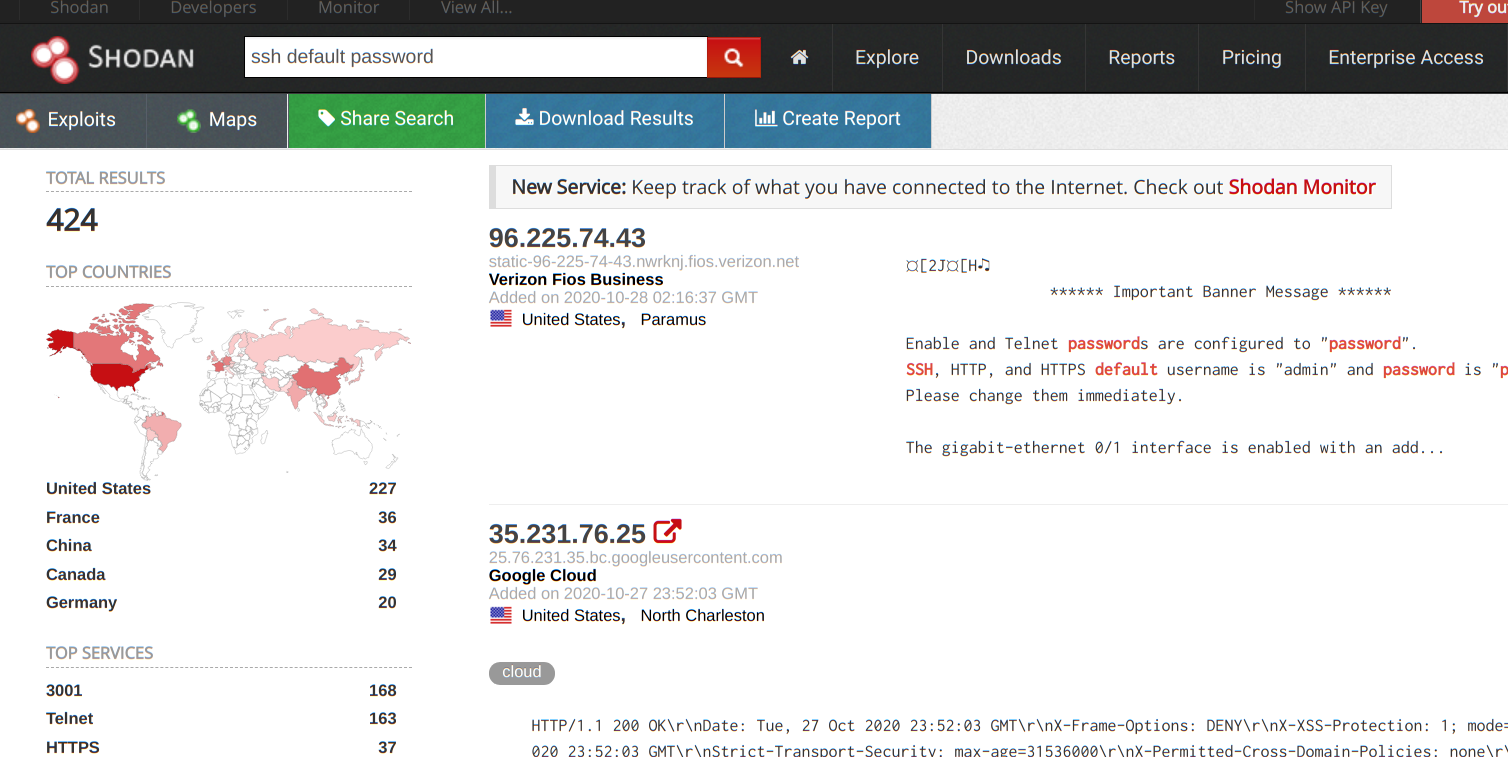 Shodan Developers Monitor View All... Show API Key Try ou
SHODAN ssh default password Explore Downloads Reports Pricing Enterprise Access
Exploits Maps Share Search Download Results Create Report
TOTAL RESULTS
424
TOP COUNTRIES
United States 227
France 36
China 34
Canada 29
Germany 20
TOP SERVICES
3001 168
Telnet 163
HTTPS 37
New Service: Keep track of what you have connected to the Internet. Check out Shodan Monitor
96.225.74.43
static-96-225-74-43.nwrknj.fios.verizon.net
Verizon Fios Business
Added on 2020-10-28 02:16:37 GMT
United States, Paramus
¤[2J¤[H♫
****** Important Banner Message ******
Enable and Telnet passwords are configured to "password".
SSH, HTTP, and HTTPS default username is "admin" and password is "p
Please change them immediately.
The gigabit-ethernet 0/1 interface is enabled with an add...
35.231.76.25
25.76.231.35.bc.googleusercontent.com
Google Cloud
Added on 2020-10-27 23:52:03 GMT
United States, North Charleston
cloud
HTTP/1.1 200 OK\r\nDate: Tue, 27 Oct 2020 23:52:03 GMT\r\nX-Frame-Options: DENY\r\nX-XSS-Protection: 1; mode=
020 23:52:03 GMT\r\nStrict-Transport-Security: max-age=31536000\r\nX-Permitted-Cross-Domain-Policies: none\r\